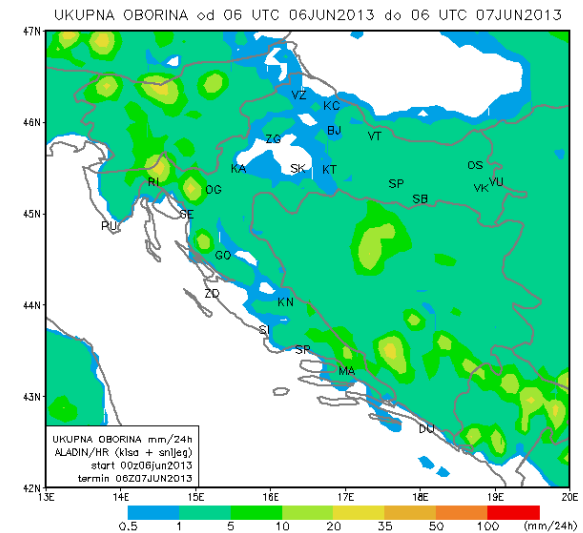 UKUPNA OBORINA od 06 UTC 06JUN2013 do 06 UTC 07JUN2013
47N
VZ
KC
46N
BJ
VT
ZG
KA
SK
KT
OS
RI
OG
SP
VK
VU
SB
45N
SE
PU
GO
44N
ZD
KN
SI
SP
MA
43N
DU
UKUPNA OBORINA mm/24h
ALADIN/HR (kisa + snijeg)
start 00z06jun2013
termin 06Z07JUN2013
42N
13E 14E 15E 16E 17E 18E 19E 20E
0.5 1 5 10 20 35 50 100 (mm/24h)